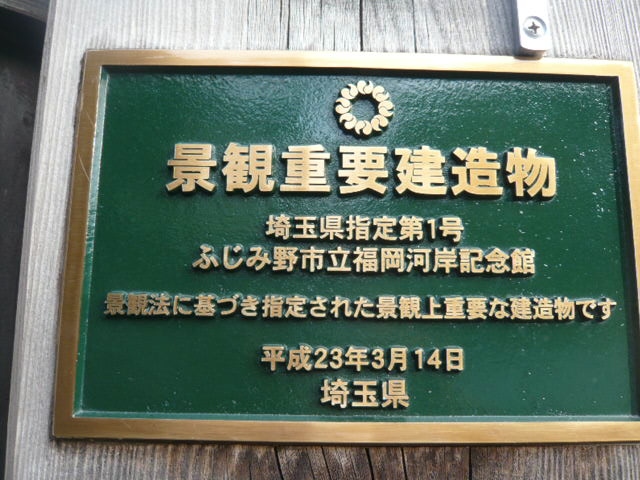 景観重要建造物
埼玉県指定第1号
ふじみ野市立福岡河岸記念館
景観法に基づき指定された景観上重要な建造物です
平成23年3月14日
埼玉県